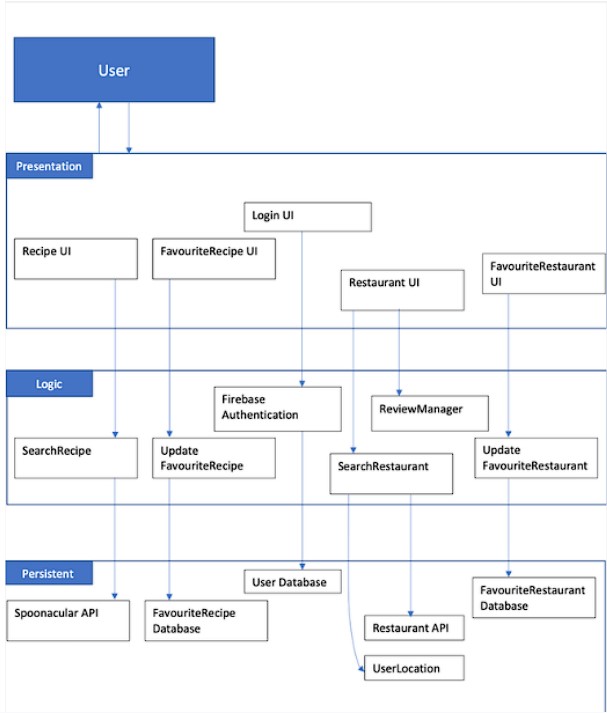 User
Presentation
Login UI
Recipe UI
FavouriteRecipe UI
Restaurant UI
FavouriteRestaurant
UI
Logic
Firebase
Authentication
ReviewManager
SearchRecipe
Update
FavouriteRecipe
SearchRestaurant
Update
FavouriteRestaurant
Persistent
User Database
Spoonacular API
FavouriteRecipe
Database
Restaurant API
FavouriteRestaurant
Database
UserLocation